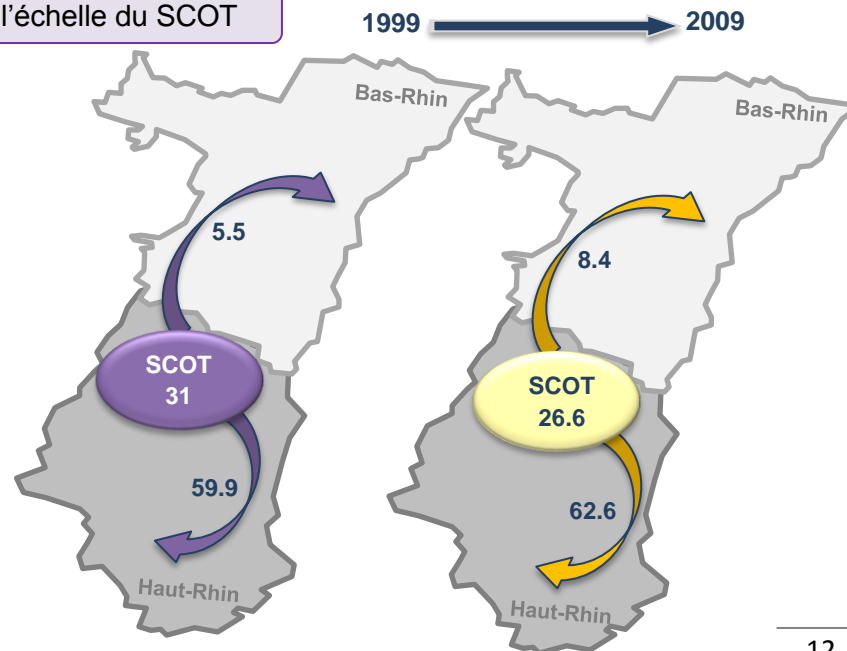 l’échelle du SCOT
1999
2009
Bas-Rhin
5.5
SCOT
31
59.9
Haut-Rhin
Bas-Rhin
8.4
SCOT
26.6
62.6
Haut-Rhin
12